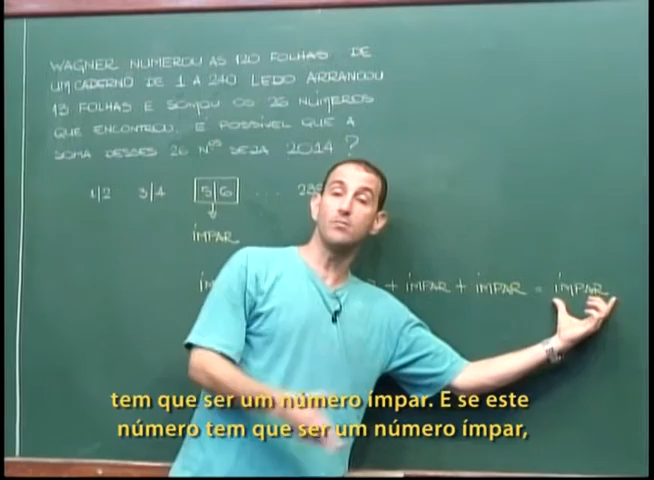 WAGNER NUMEROU AS 120 FOLHAS DE
UM CADERNO DE 1 A 240 LEDO ARRANCOU
13 FOLHAS E SOMOU OS 26 NÚMEROS
QUE ENCONTROU. É POSSÍVEL QUE A
SOMA DESSES 26 Nos SEJA 2014?
1|2 3|4 5|6 ...
ÍMPAR
+ ÍMPAR + ÍMPAR = ÍMPAR
tem que ser um número ímpar. E se este
número tem que ser um número ímpar,